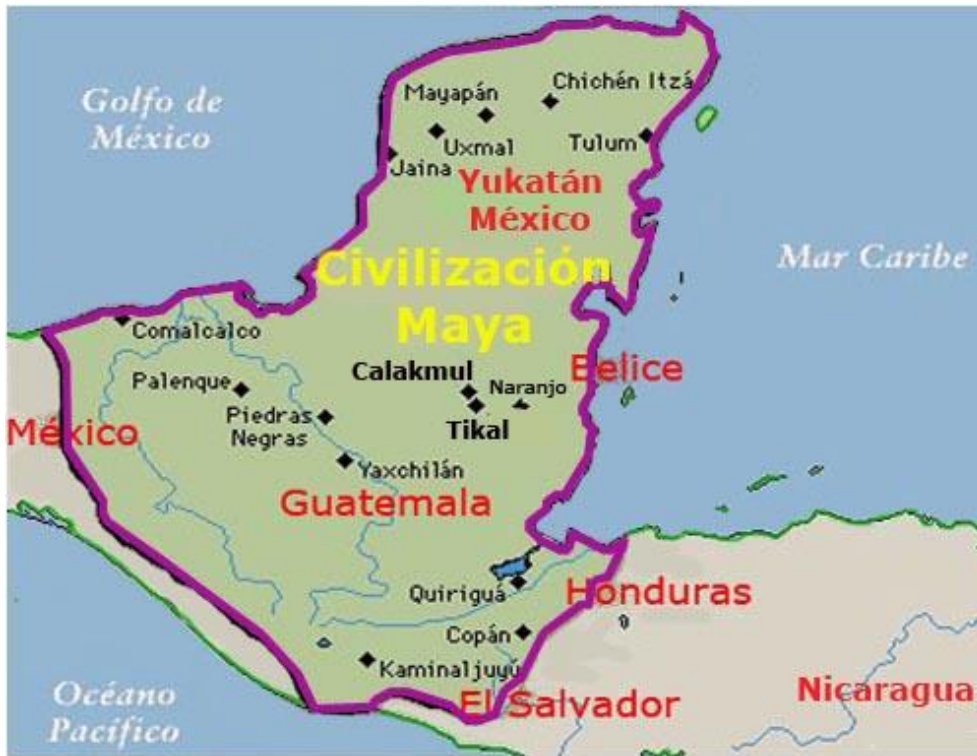 Golfo de
México
Mayapán
Chichén Itzá
Uxmal
Tulum
Jaina
Yukatán
México
Mar Caribe
Civilización
Maya
Comalcalco
Belice
Calakmul
Naranjo
Palenque
Piedras
Negras
México
Tikal
Yaxchilán
Guatemala
Quiriguá
Honduras
Copán
Kaminaljuyú
El Salvador
Nicaragua
Océano
Pacífico